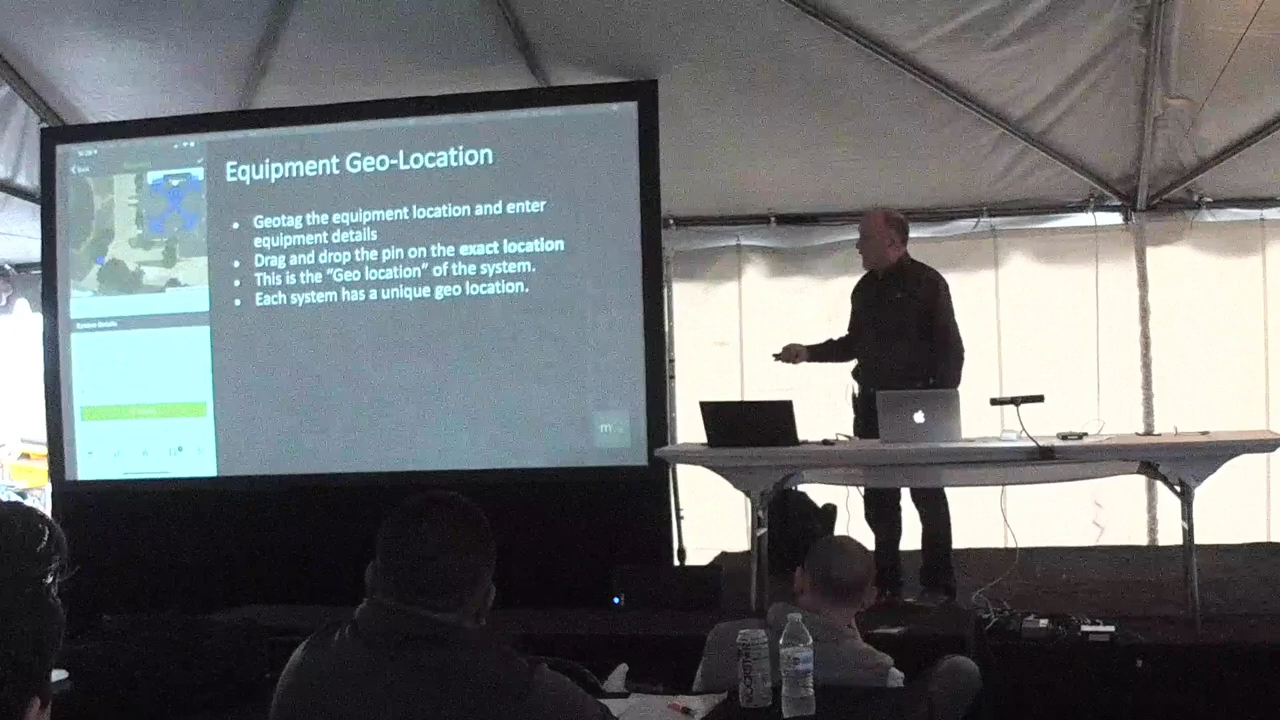 Equipment Geo-Location
• Geotag the equipment location and enter
equipment details
• Drag and drop the pin on the exact location
• This is the “Geo location” of the system.
• Each system has a unique geo location.
ROCKSTAR